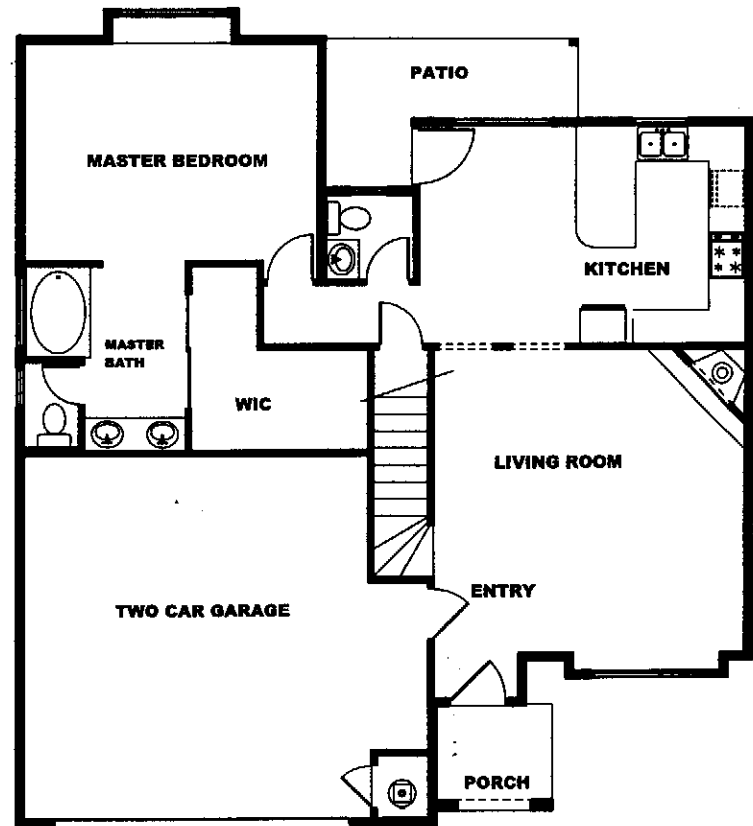 PATIO
MASTER BEDROOM
KITCHEN
MASTER
BATH
WIC
LIVING ROOM
ENTRY
TWO CAR GARAGE
PORCH